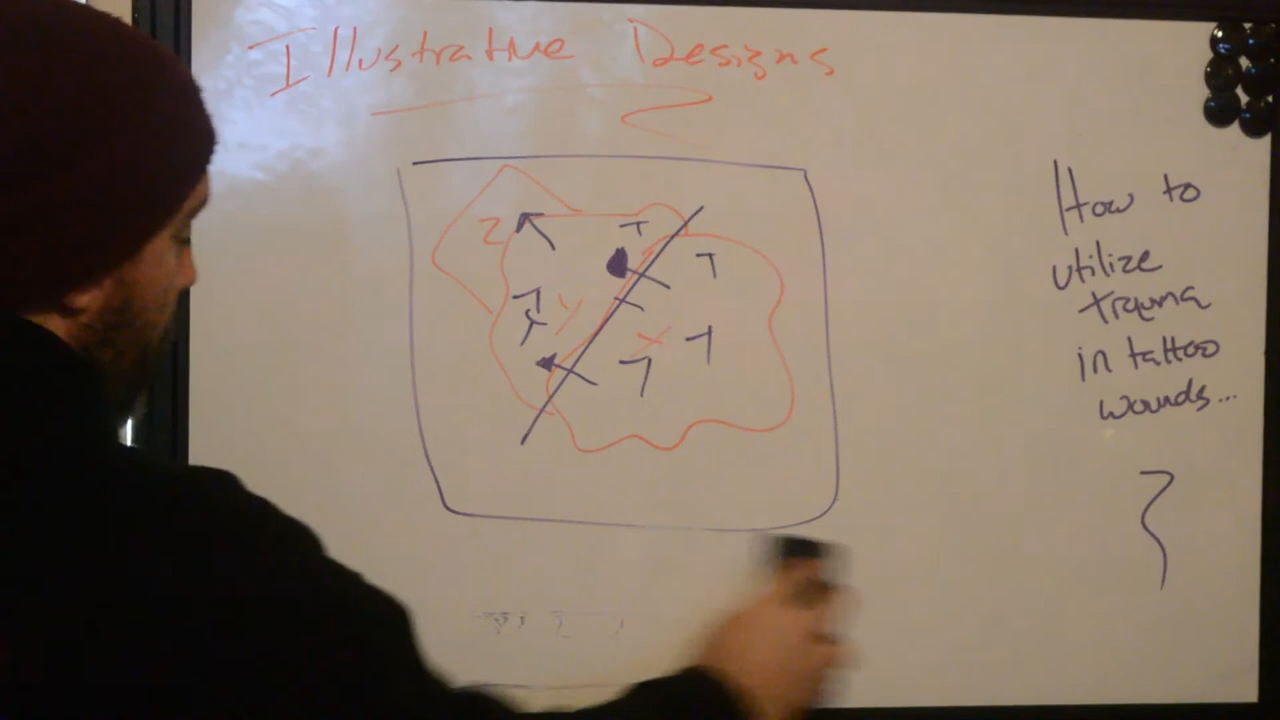 Illustrative Designs
Z
T
T
Y
X
How to
utilize
trauma
in tattoo
wounds...